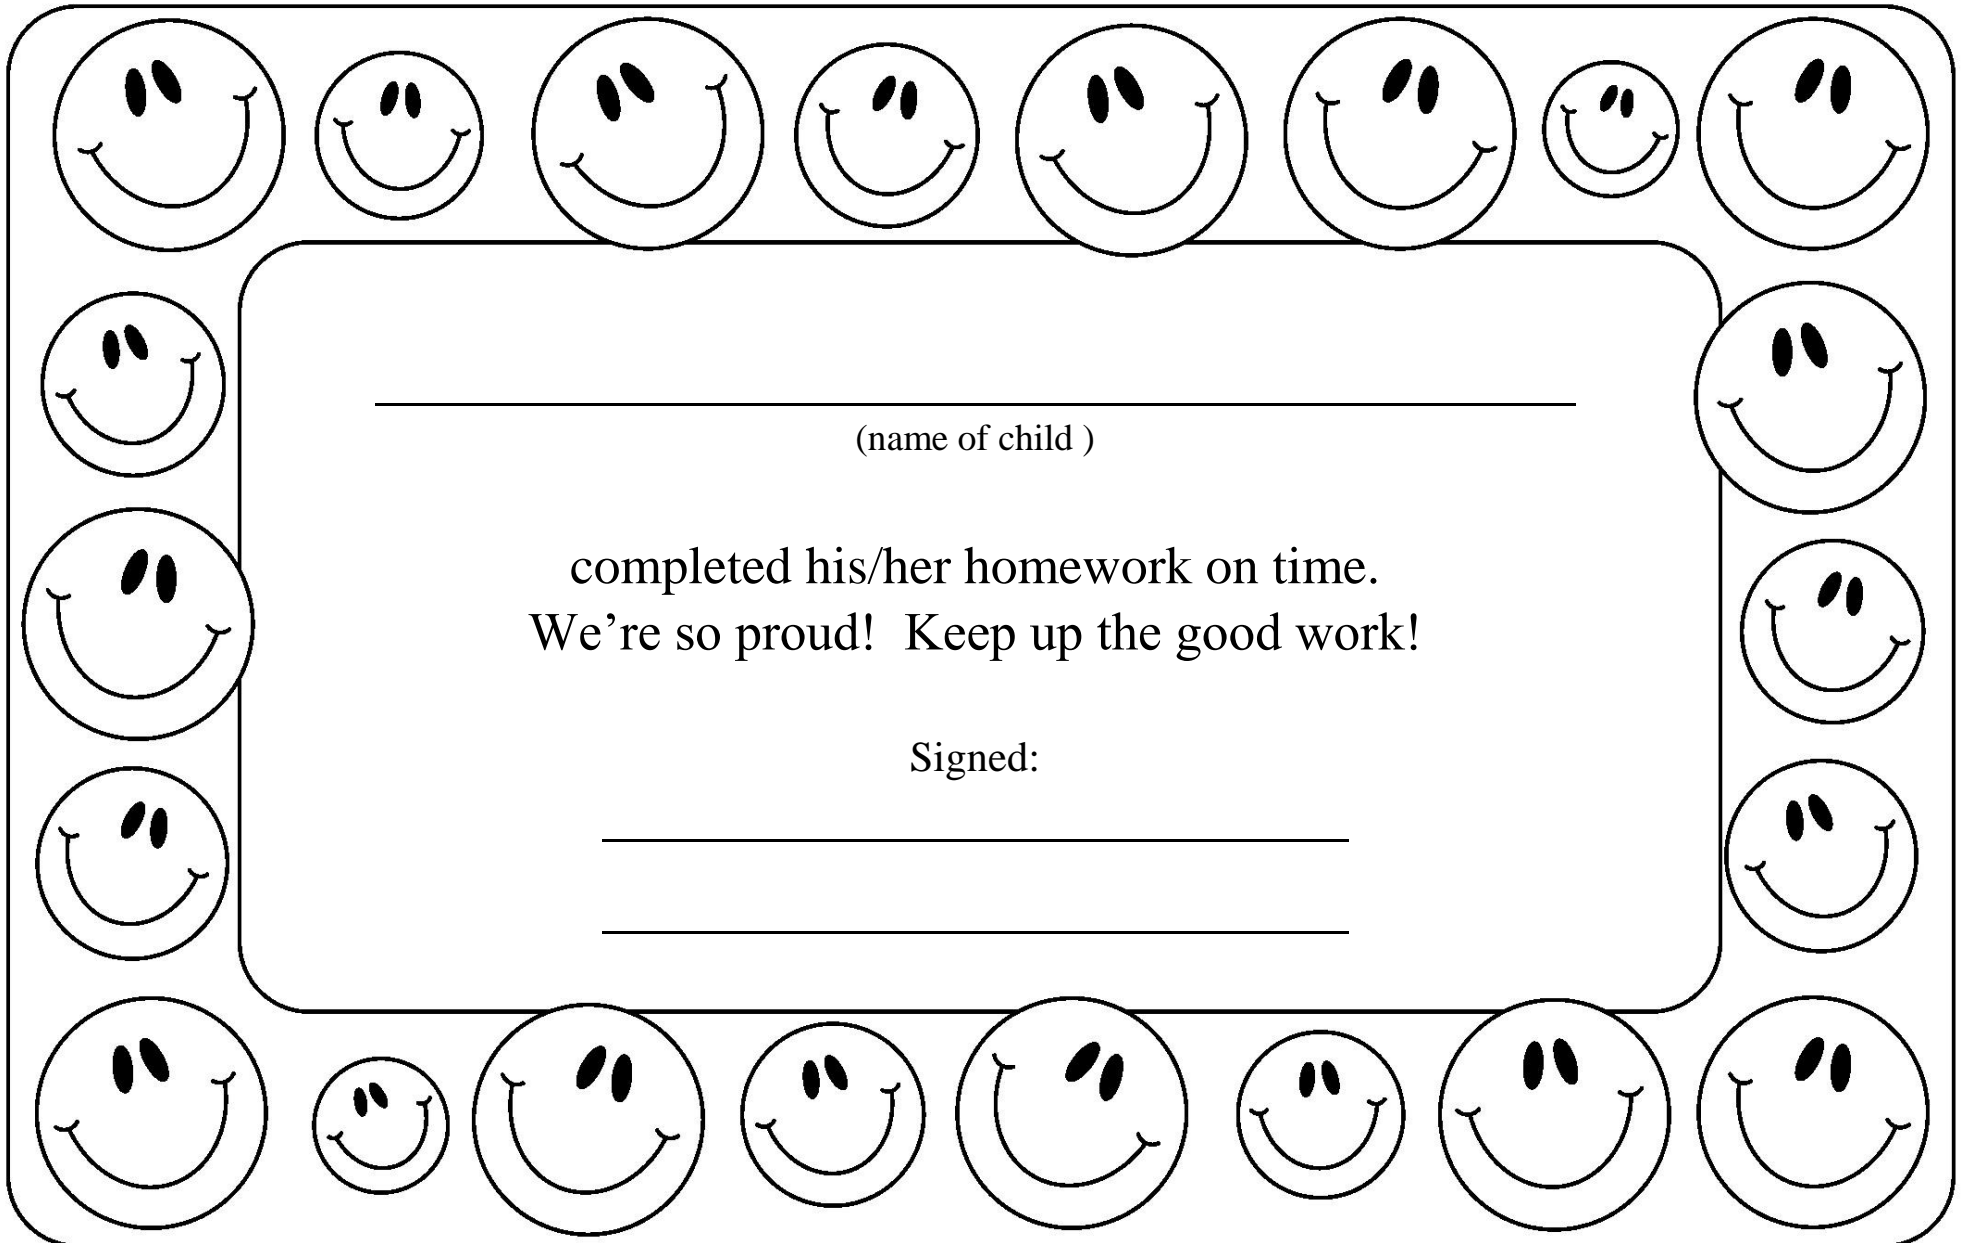 (name of child )
completed his/her homework on time.
We’re so proud!  Keep up the good work!
Signed: